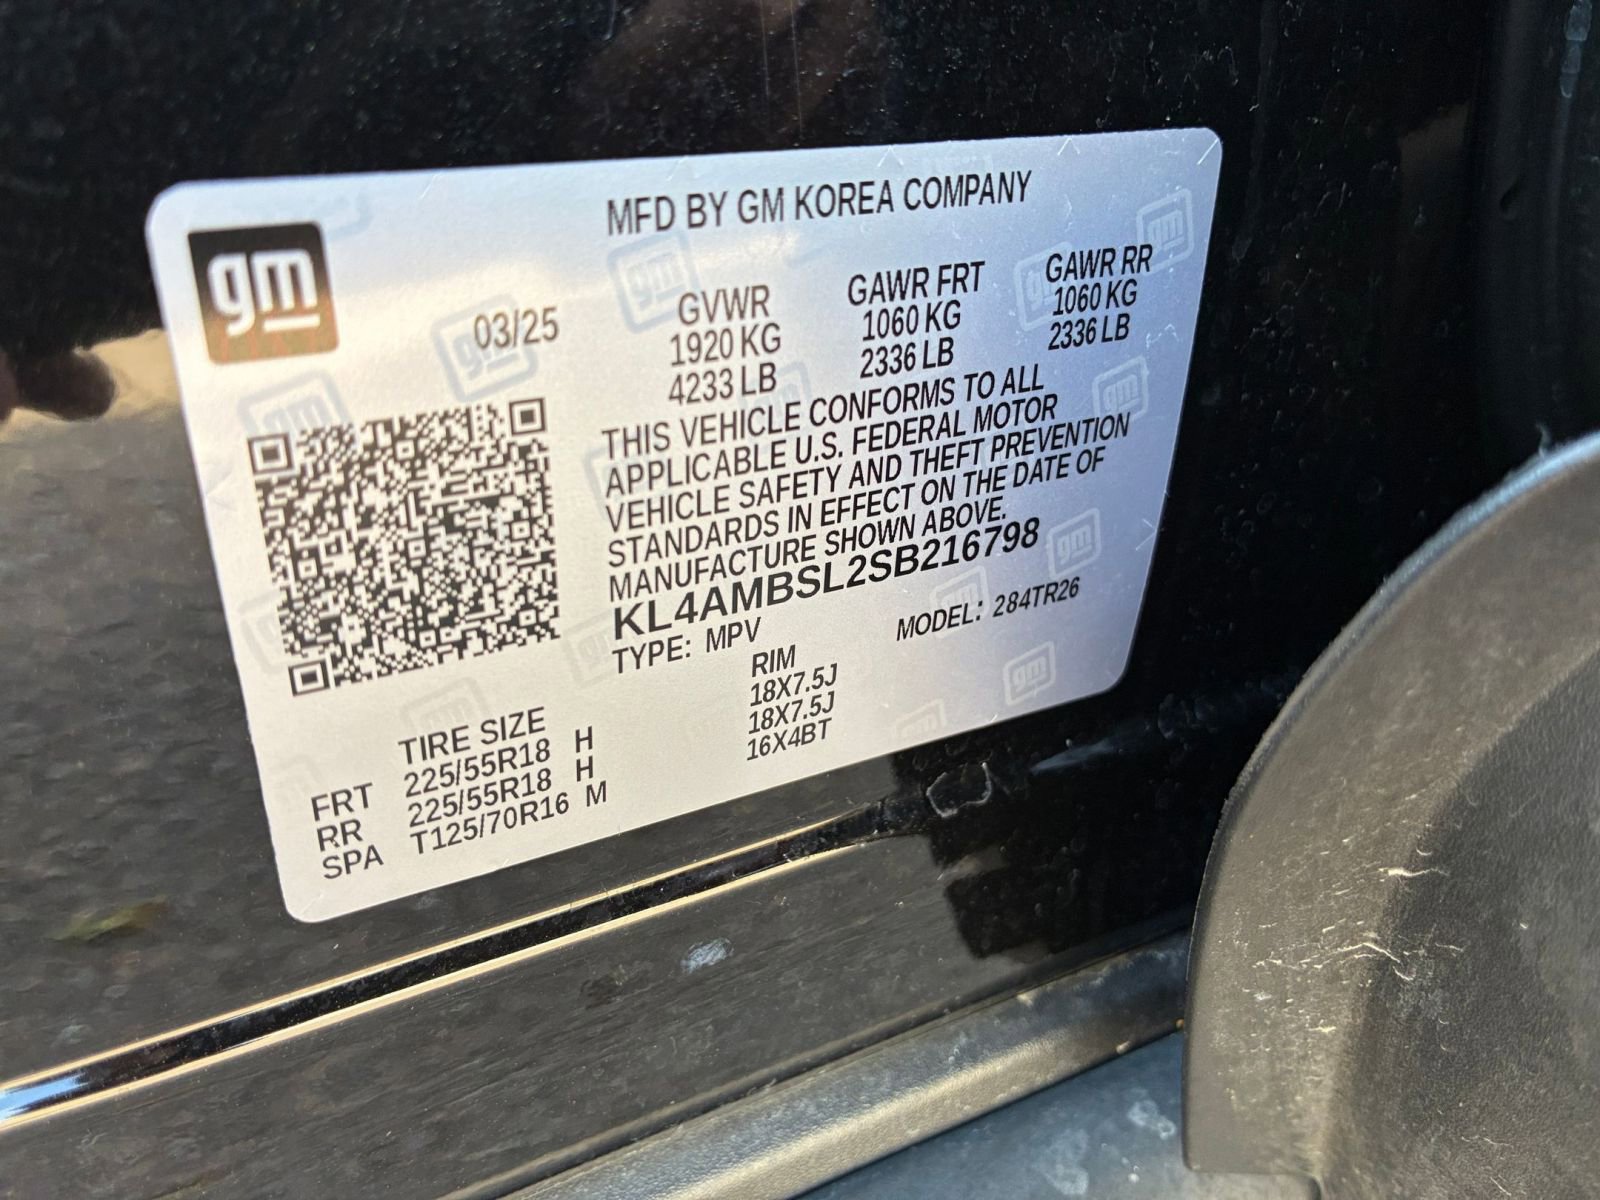 gm
MFD BY GM KOREA COMPANY
03/25
GVWR GAWR FRT GAWR RR
1920 KG 1060 KG 1060 KG
4233 LB 2336 LB 2336 LB
THIS VEHICLE CONFORMS TO ALL
APPLICABLE U.S. FEDERAL MOTOR
VEHICLE SAFETY AND THEFT PREVENTION
STANDARDS IN EFFECT ON THE DATE OF
MANUFACTURE SHOWN ABOVE.
KL4AMBSL2SB216798
TYPE: MPV MODEL: 284TR26
TIRE SIZE RIM
FRT 225/55R18 H 18X7.5J
RR 225/55R18 H 18X7.5J
SPA T125/70R16 M 16X4BT